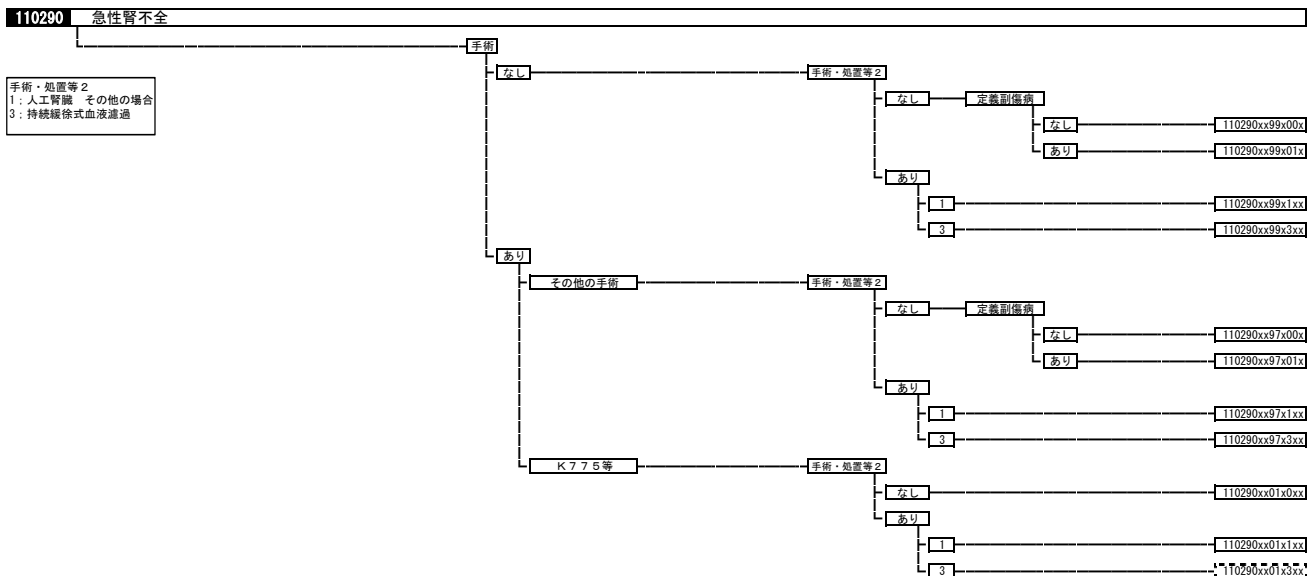 110290 急性腎不全
手術
なし 手術・処置等2
手術・処置等2
1:人工腎臓 その他の場合
3:持続緩徐式血液濾過
なし 定義副傷病
なし 110290xx99x00x
あり 110290xx99x01x
あり
1 110290xx99x1xx
3 110290xx99x3xx
あり
その他の手術 手術・処置等2
なし 定義副傷病
なし 110290xx97x00x
あり 110290xx97x01x
あり
1 110290xx97x1xx
3 110290xx97x3xx
K775等 手術・処置等2
なし 110290xx01x0xx
あり
1 110290xx01x1xx
3 110290xx01x3xx